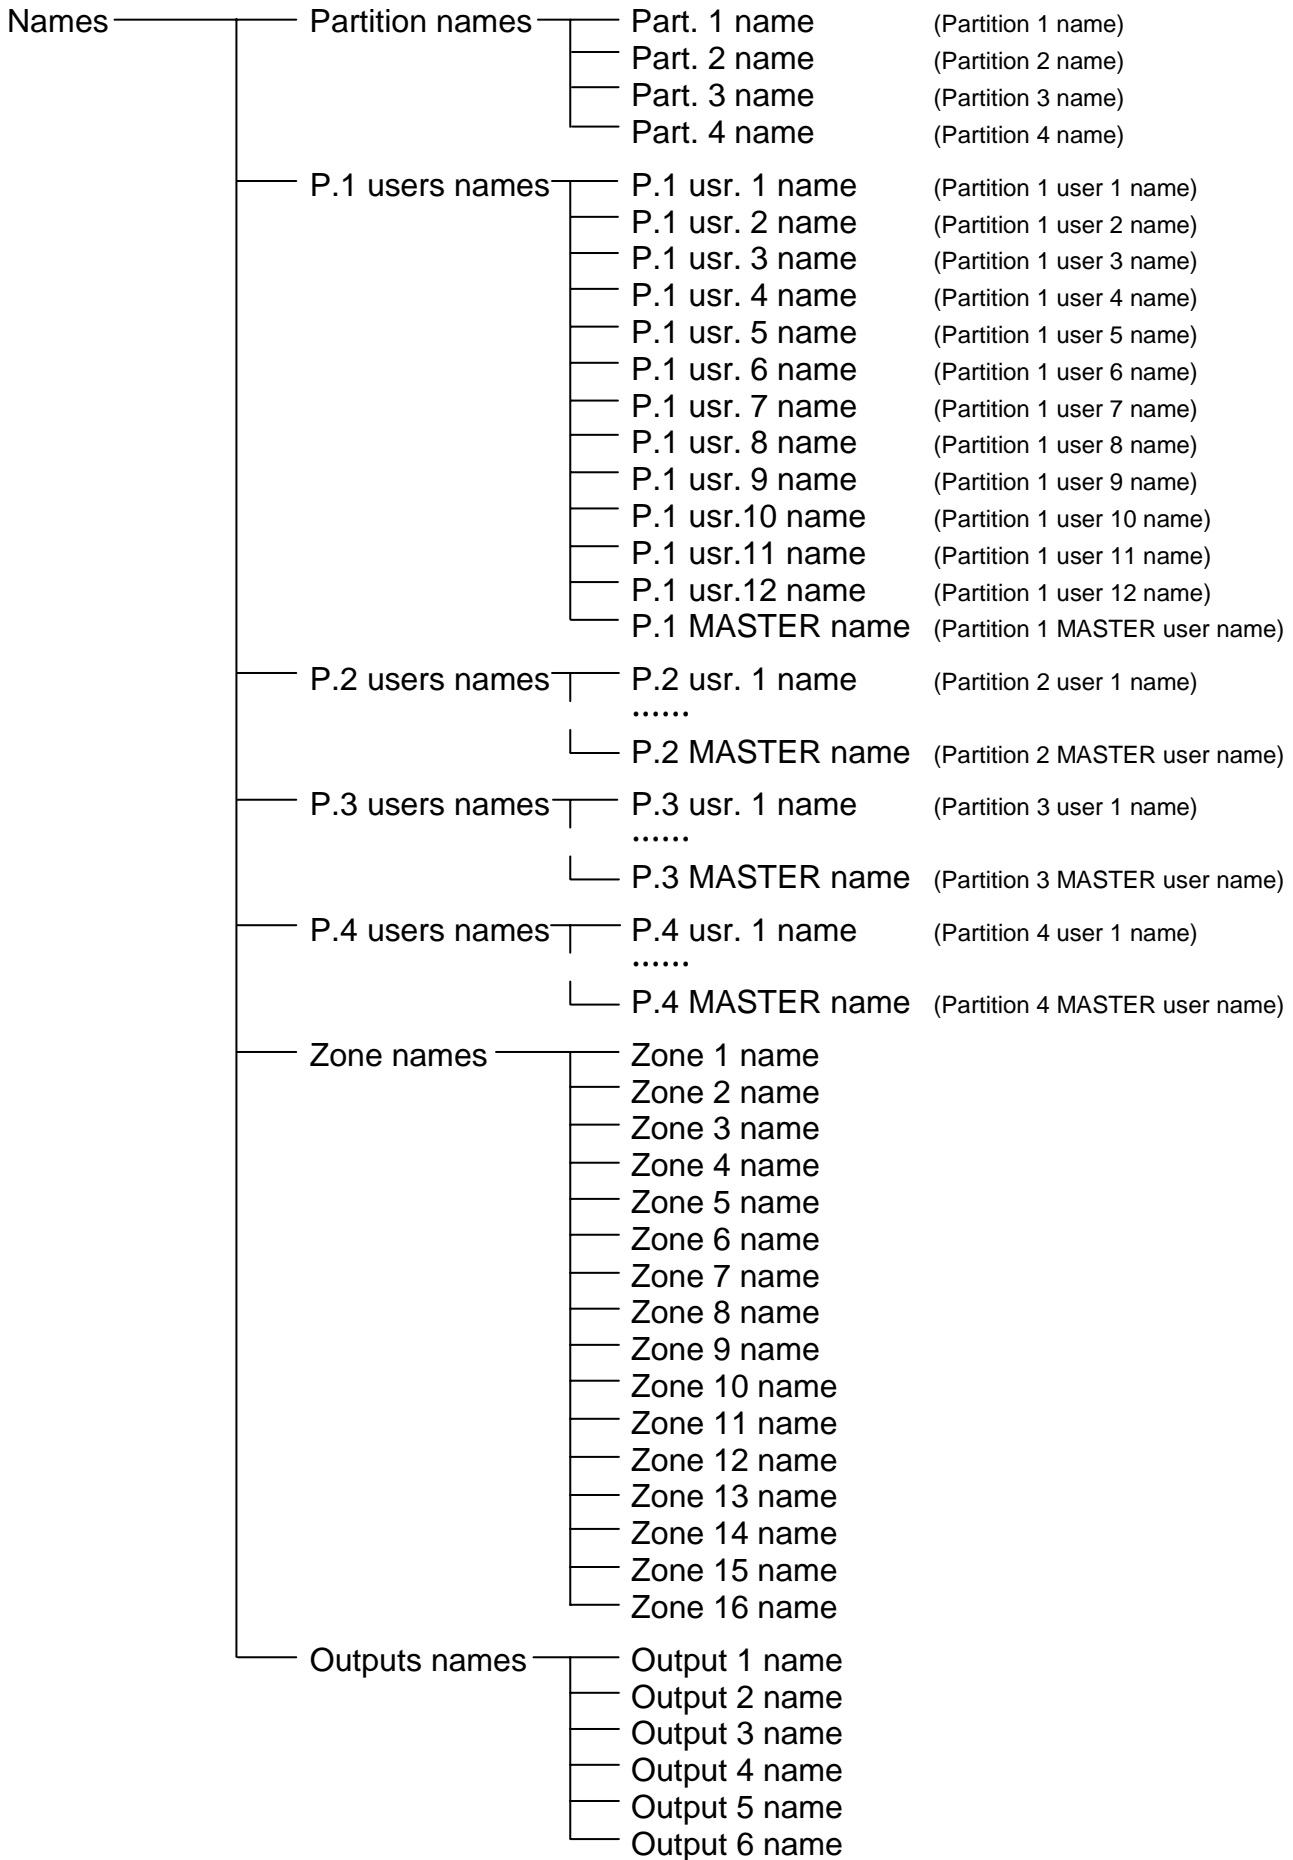 Names Partition names Part. 1 name (Partition 1 name)
Part. 2 name (Partition 2 name)
Part. 3 name (Partition 3 name)
Part. 4 name (Partition 4 name)
P.1 users names P.1 usr. 1 name (Partition 1 user 1 name)
P.1 usr. 2 name (Partition 1 user 2 name)
P.1 usr. 3 name (Partition 1 user 3 name)
P.1 usr. 4 name (Partition 1 user 4 name)
P.1 usr. 5 name (Partition 1 user 5 name)
P.1 usr. 6 name (Partition 1 user 6 name)
P.1 usr. 7 name (Partition 1 user 7 name)
P.1 usr. 8 name (Partition 1 user 8 name)
P.1 usr. 9 name (Partition 1 user 9 name)
P.1 usr.10 name (Partition 1 user 10 name)
P.1 usr.11 name (Partition 1 user 11 name)
P.1 usr.12 name (Partition 1 user 12 name)
P.1 MASTER name (Partition 1 MASTER user name)
P.2 users names P.2 usr. 1 name (Partition 2 user 1 name)
......
P.2 MASTER name (Partition 2 MASTER user name)
P.3 users names P.3 usr. 1 name (Partition 3 user 1 name)
......
P.3 MASTER name (Partition 3 MASTER user name)
P.4 users names P.4 usr. 1 name (Partition 4 user 1 name)
......
P.4 MASTER name (Partition 4 MASTER user name)
Zone names Zone 1 name
Zone 2 name
Zone 3 name
Zone 4 name
Zone 5 name
Zone 6 name
Zone 7 name
Zone 8 name
Zone 9 name
Zone 10 name
Zone 11 name
Zone 12 name
Zone 13 name
Zone 14 name
Zone 15 name
Zone 16 name
Outputs names Output 1 name
Output 2 name
Output 3 name
Output 4 name
Output 5 name
Output 6 name